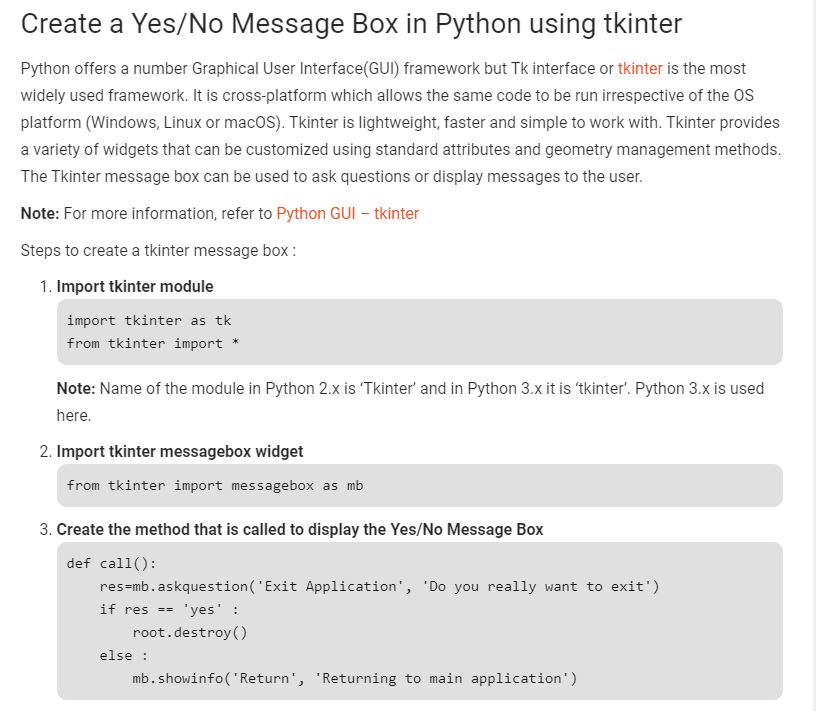 Create a Yes/No Message Box in Python using tkinter
Python offers a number Graphical User Interface(GUI) framework but Tk interface or tkinter is the most
widely used framework. It is cross-platform which allows the same code to be run irrespective of the OS
platform (Windows, Linux or macOS). Tkinter is lightweight, faster and simple to work with. Tkinter provides
a variety of widgets that can be customized using standard attributes and geometry management methods.
The Tkinter message box can be used to ask questions or display messages to the user.
Note: For more information, refer to Python GUI – tkinter
Steps to create a tkinter message box :
1. Import tkinter module
import tkinter as tk
from tkinter import *
Note: Name of the module in Python 2.x is ‘Tkinter’ and in Python 3.x it is ‘tkinter’. Python 3.x is used
here.
2. Import tkinter messagebox widget
from tkinter import messagebox as mb
3. Create the method that is called to display the Yes/No Message Box
def call():
    res=mb.askquestion('Exit Application', 'Do you really want to exit')
    if res == 'yes' :
        root.destroy()
    else :
        mb.showinfo('Return', 'Returning to main application')